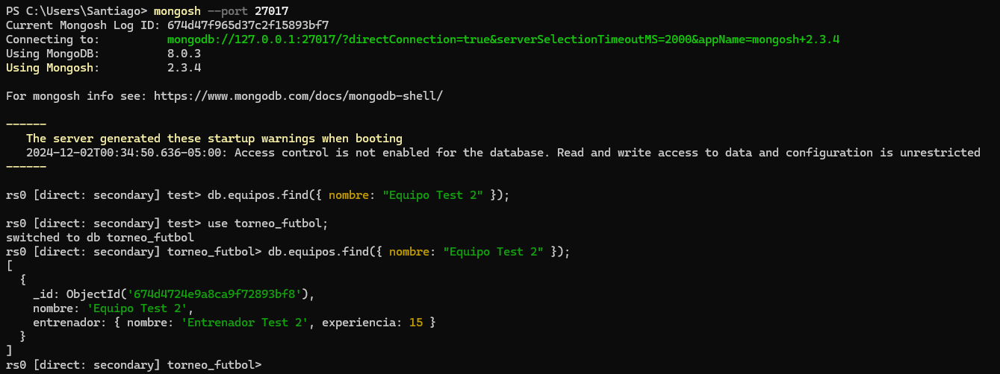 PS C:\Users\Santiago> mongosh --port 27017
Current Mongosh Log ID: 674d47f965d37c2f15893bf7
Connecting to:          mongodb://127.0.0.1:27017/?directConnection=true&serverSelectionTimeoutMS=2000&appName=mongosh+2.3.4
Using MongoDB:          8.0.3
Using Mongosh:          2.3.4

For mongosh info see: https://www.mongodb.com/docs/mongodb-shell/

------
   The server generated these startup warnings when booting
   2024-12-02T00:34:50.636-05:00: Access control is not enabled for the database. Read and write access to data and configuration is unrestricted
------

rs0 [direct: secondary] test> db.equipos.find({ nombre: "Equipo Test 2" });

rs0 [direct: secondary] test> use torneo_futbol;
switched to db torneo_futbol
rs0 [direct: secondary] torneo_futbol> db.equipos.find({ nombre: "Equipo Test 2" });
[
  {
    _id: ObjectId('674d4724e9a8ca9f72893bf8'),
    nombre: 'Equipo Test 2',
    entrenador: { nombre: 'Entrenador Test 2', experiencia: 15 }
  }
]
rs0 [direct: secondary] torneo_futbol>